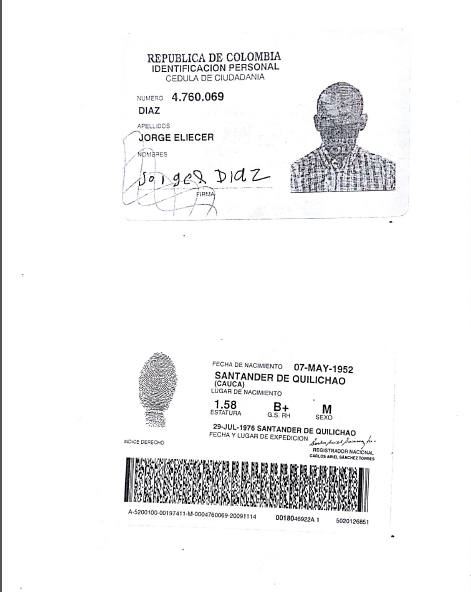 REPUBLICA DE COLOMBIA
IDENTIFICACION PERSONAL
CEDULA DE CIUDADANIA
NUMERO 4.760.069
DIAZ
APELLIDOS
JORGE ELIECER
NOMBRES
Jorge E DIaZ
FIRMA
FECHA DE NACIMIENTO 07-MAY-1952
SANTANDER DE QUILICHAO
(CAUCA)
LUGAR DE NACIMIENTO
1.58 B+ M
ESTATURA G.S. RH SEXO
29-JUL-1976 SANTANDER DE QUILICHAO
FECHA Y LUGAR DE EXPEDICION
INDICE DERECHO
REGISTRADOR NACIONAL
CARLOS ARIEL SANCHEZ TORRES
A-5200100-00197411-M-0004760069-20091114 0018046922A 1 5020126851